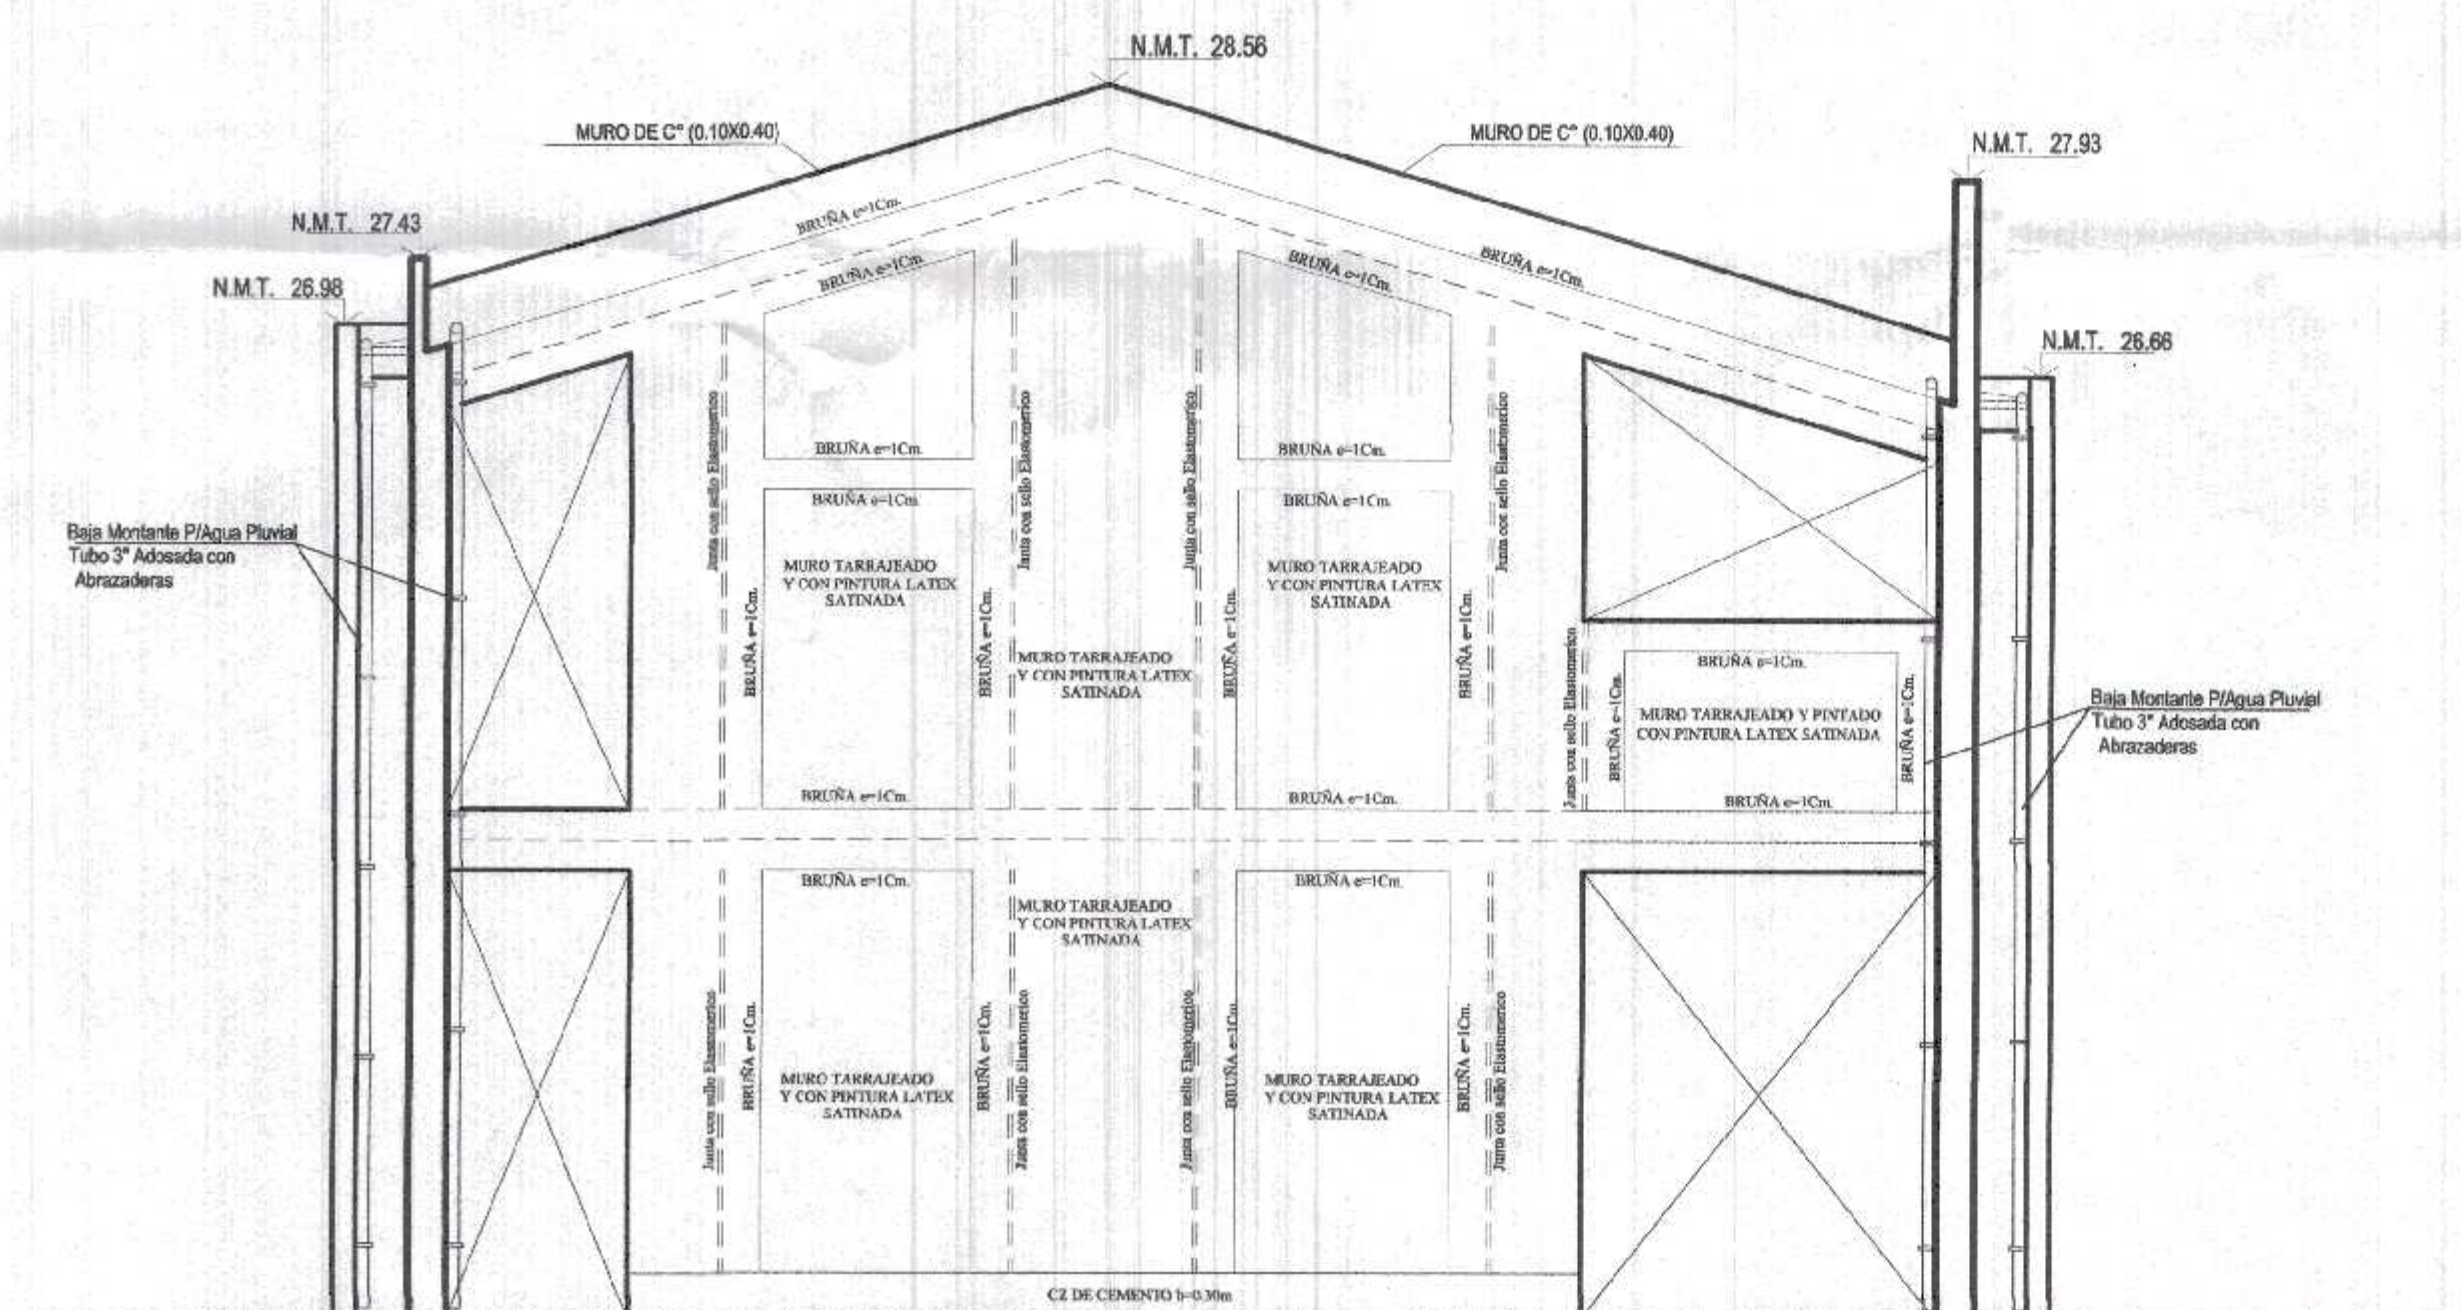 N.M.T. 28.56
MURO DE C° (0.10X0.40)
MURO DE C° (0.10X0.40)
N.M.T. 27.93
N.M.T. 27.43
N.M.T. 26.98
N.M.T. 26.66
BRUÑA e=1Cm.
BRUÑA e=1Cm.
BRUÑA e=1Cm.
BRUÑA e=1Cm.
BRUÑA e=1Cm.
BRUÑA e=1Cm.
BRUÑA e=1Cm.
BRUÑA e=1Cm.
Junta con sello Elastomerico
Junta con sello Elastomerico
Junta con sello Elastomerico
Junta con sello Elastomerico
Baja Montante P/Agua Pluvial
Tubo 3" Adosada con
Abrazaderas
MURO TARRAJEADO
Y CON PINTURA LATEX
SATINADA
MURO TARRAJEADO
Y CON PINTURA LATEX
SATINADA
BRUÑA e=1Cm.
BRUÑA e=1Cm.
BRUÑA e=1Cm.
BRUÑA e=1Cm.
MURO TARRAJEADO
Y CON PINTURA LATEX
SATINADA
Junta con sello Elastomerico
BRUÑA e=1Cm.
BRUÑA e=1Cm.
MURO TARRAJEADO Y PINTADO
CON PINTURA LATEX SATINADA
BRUÑA e=1Cm.
BRUÑA e=1Cm.
Baja Montante P/Agua Pluvial
Tubo 3" Adosada con
Abrazaderas
BRUÑA e=1Cm.
BRUÑA e=1Cm.
BRUÑA e=1Cm.
BRUÑA e=1Cm.
MURO TARRAJEADO
Y CON PINTURA LATEX
SATINADA
Junta con sello Elastomerico
BRUÑA e=1Cm.
BRUÑA e=1Cm.
Junta con sello Elastomerico
Junta con sello Elastomerico
BRUÑA e=1Cm.
BRUÑA e=1Cm.
Junta con sello Elastomerico
MURO TARRAJEADO
Y CON PINTURA LATEX
SATINADA
MURO TARRAJEADO
Y CON PINTURA LATEX
SATINADA
CZ DE CEMENTO h=0.30m